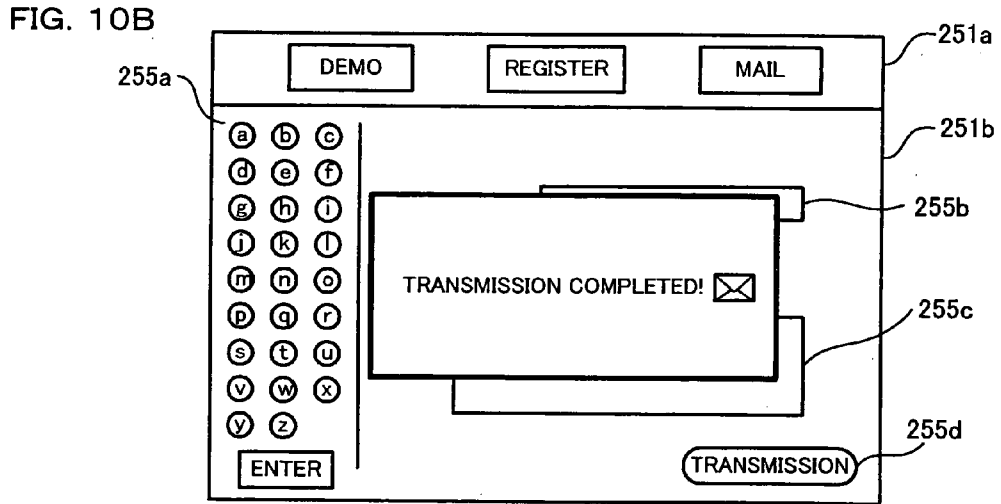 FIG. 10B
251a
DEMO REGISTER MAIL
255a
251b
a b c
d e f
g h i
j k l
m n o
p q r
s t u
v w x
y z
255b
TRANSMISSION COMPLETED!
255c
255d
ENTER
TRANSMISSION